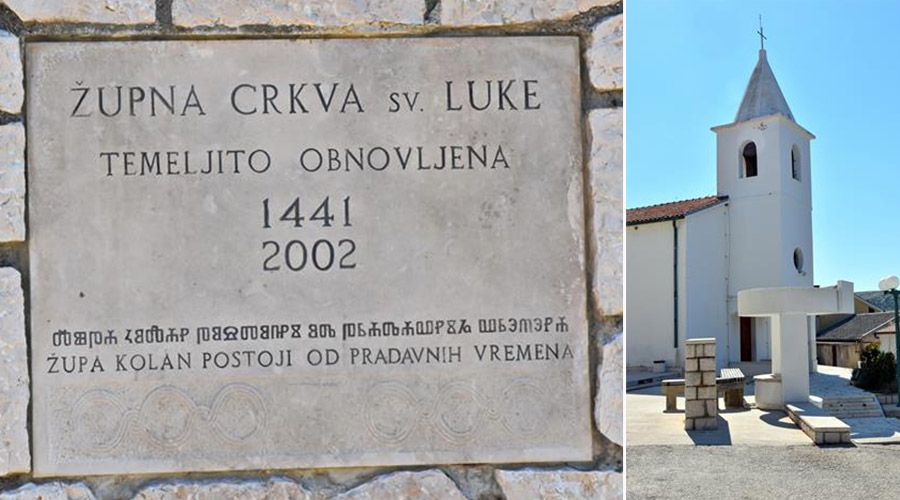 ŽUPNA CRKVA SV. LUKE
TEMELJITO OBNOVLJENA
1441
2002
ŽUPA KOLAN POSTOJI OD PRADAVNIH VREMENA